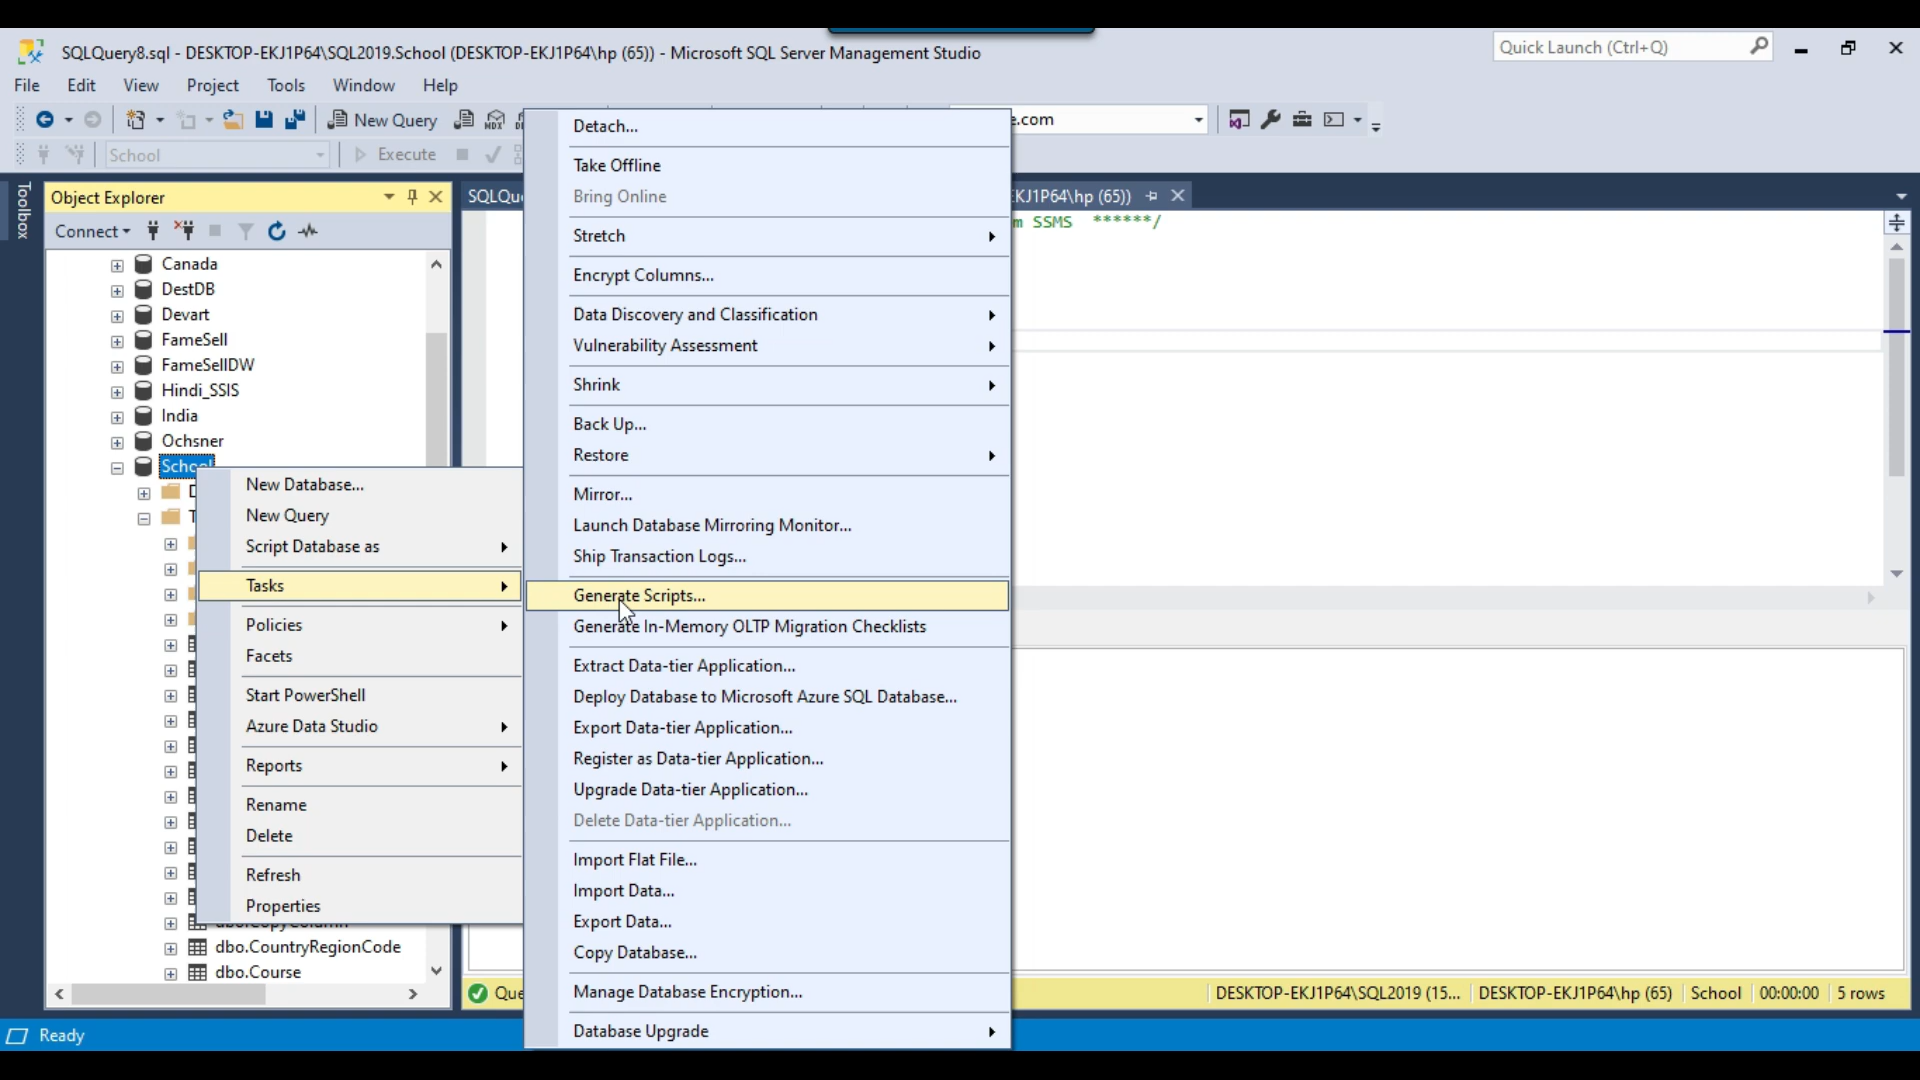 SQLQuery8.sql - DESKTOP-EKJ1P64\SQL2019.School (DESKTOP-EKJ1P64\hp (65)) - Microsoft SQL Server Management Studio
Quick Launch (Ctrl+Q)
File Edit View Project Tools Window Help
New Query
e.com
School
Execute
Toolbox
Object Explorer
Connect
Canada
DestDB
Devart
FameSell
FameSellDW
Hindi_SSIS
India
Ochsner
School
dbo.CountryRegionCode
dbo.Course
New Database...
New Query
Script Database as
Tasks
Policies
Facets
Start PowerShell
Azure Data Studio
Reports
Rename
Delete
Refresh
Properties
Detach...
Take Offline
Bring Online
Stretch
Encrypt Columns...
Data Discovery and Classification
Vulnerability Assessment
Shrink
Back Up...
Restore
Mirror...
Launch Database Mirroring Monitor...
Ship Transaction Logs...
Generate Scripts...
Generate In-Memory OLTP Migration Checklists
Extract Data-tier Application...
Deploy Database to Microsoft Azure SQL Database...
Export Data-tier Application...
Register as Data-tier Application...
Upgrade Data-tier Application...
Delete Data-tier Application...
Import Flat File...
Import Data...
Export Data...
Copy Database...
Manage Database Encryption...
Database Upgrade
SQLQu
EKJ1P64\hp (65))
m SSMS ******/
Que
DESKTOP-EKJ1P64\SQL2019 (15... DESKTOP-EKJ1P64\hp (65) School 00:00:00 5 rows
Ready